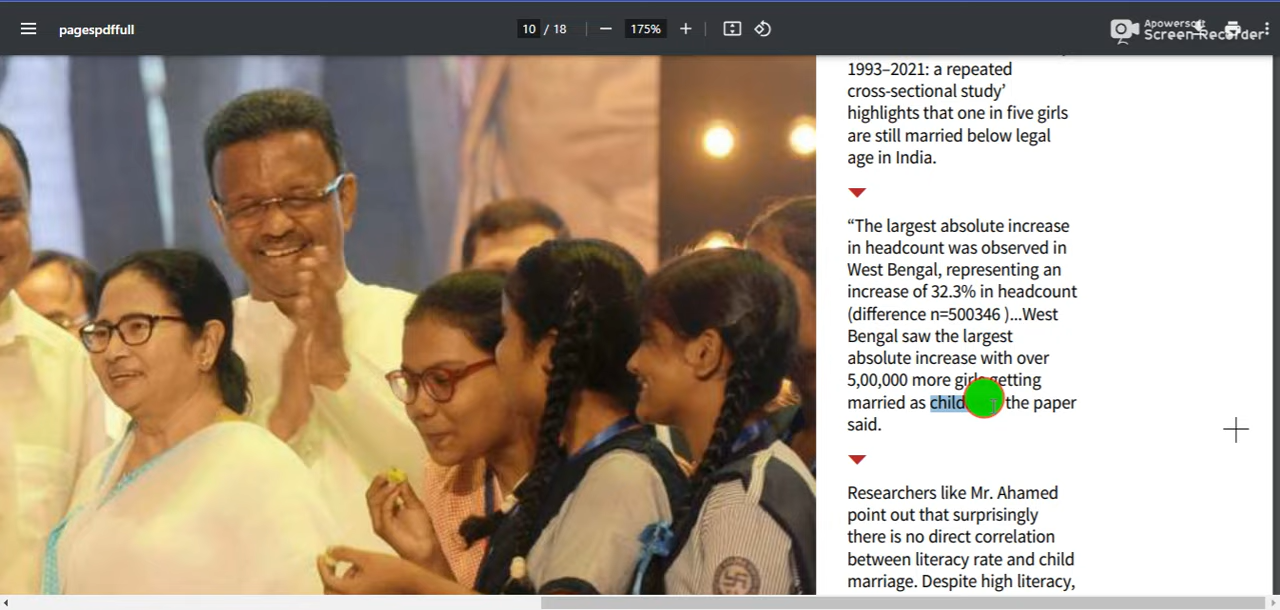 pagespdffull
10 / 18
175%
Apowersoft
Screen Recorder
1993–2021: a repeated
cross-sectional study’
highlights that one in five girls
are still married below legal
age in India.
“The largest absolute increase
in headcount was observed in
West Bengal, representing an
increase of 32.3% in headcount
(difference n=500346 )...West
Bengal saw the largest
absolute increase with over
5,00,000 more girls getting
married as child the paper
said.
Researchers like Mr. Ahamed
point out that surprisingly
there is no direct correlation
between literacy rate and child
marriage. Despite high literacy,